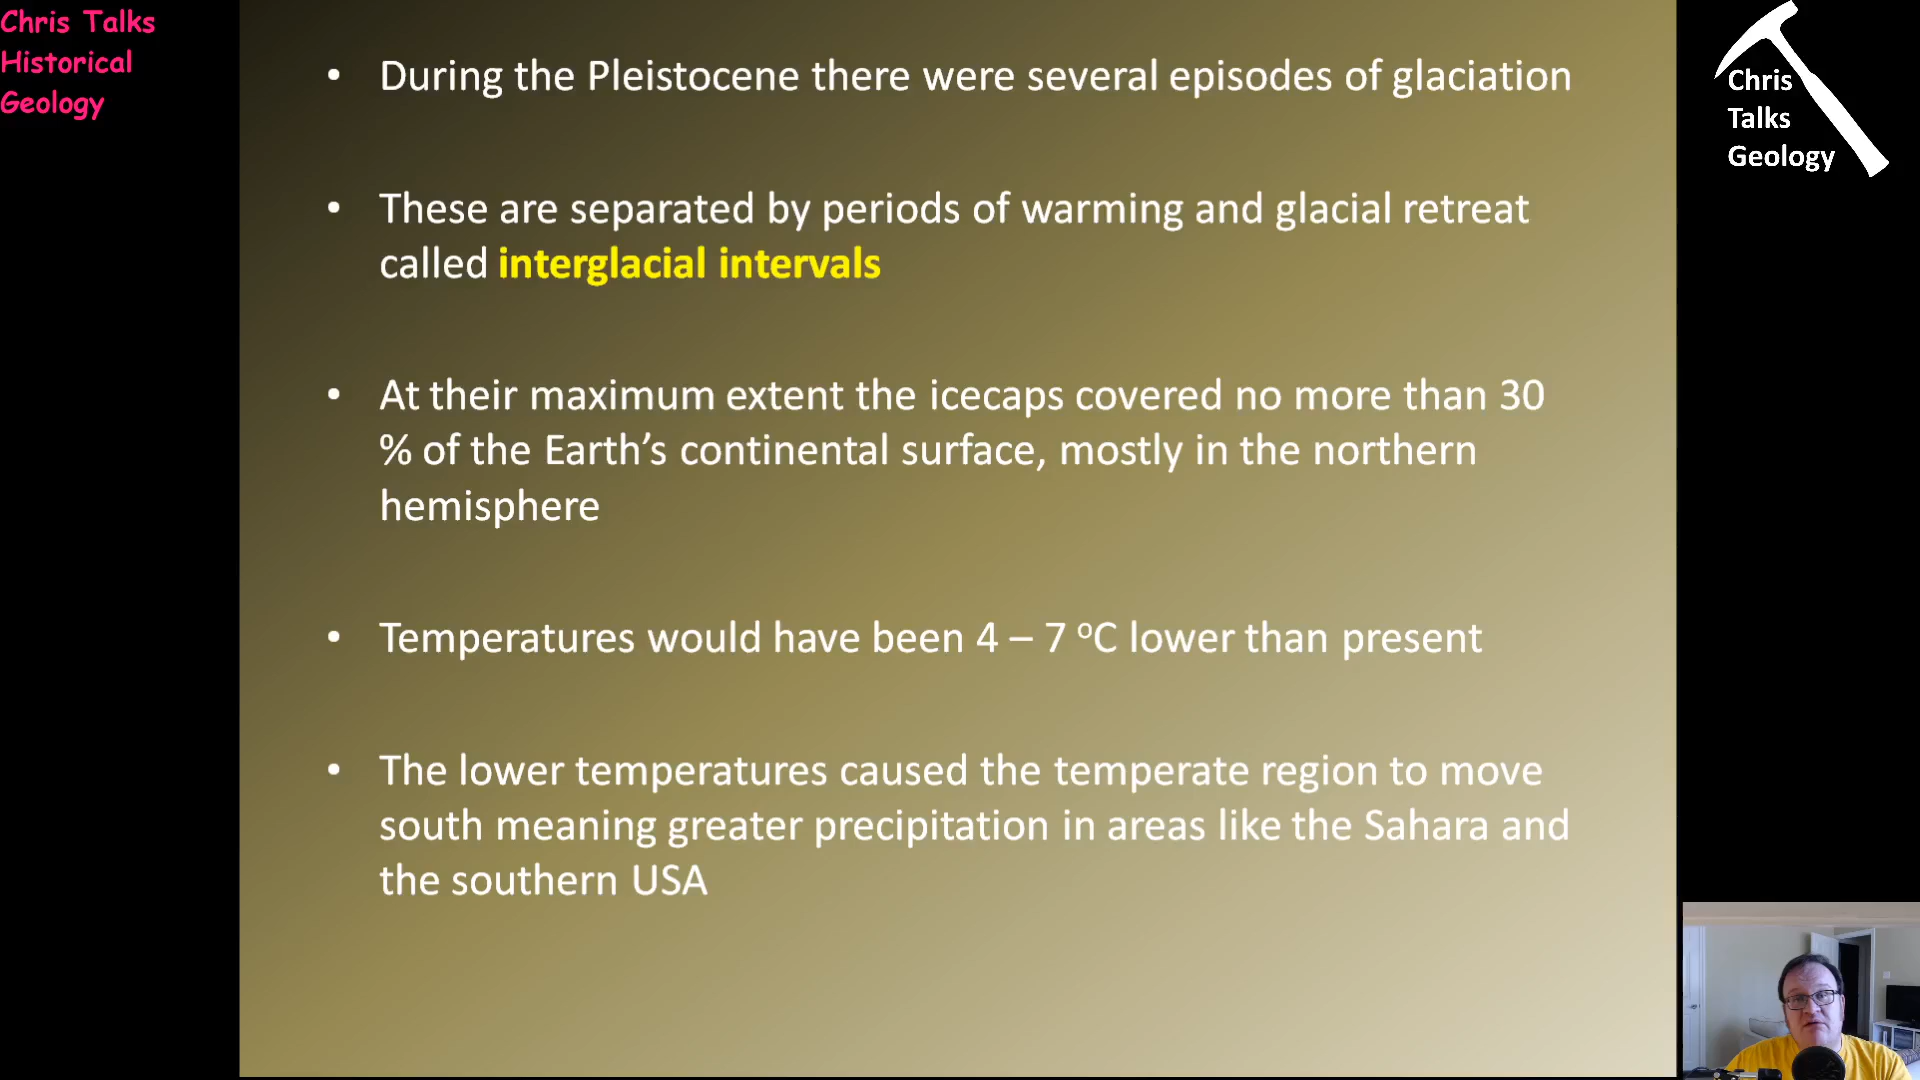 Chris Talks
Historical
Geology
• During the Pleistocene there were several episodes of glaciation
• These are separated by periods of warming and glacial retreat
called interglacial intervals
• At their maximum extent the icecaps covered no more than 30
% of the Earth’s continental surface, mostly in the northern
hemisphere
• Temperatures would have been 4 – 7 ºC lower than present
• The lower temperatures caused the temperate region to move
south meaning greater precipitation in areas like the Sahara and
the southern USA
Chris
Talks
Geology